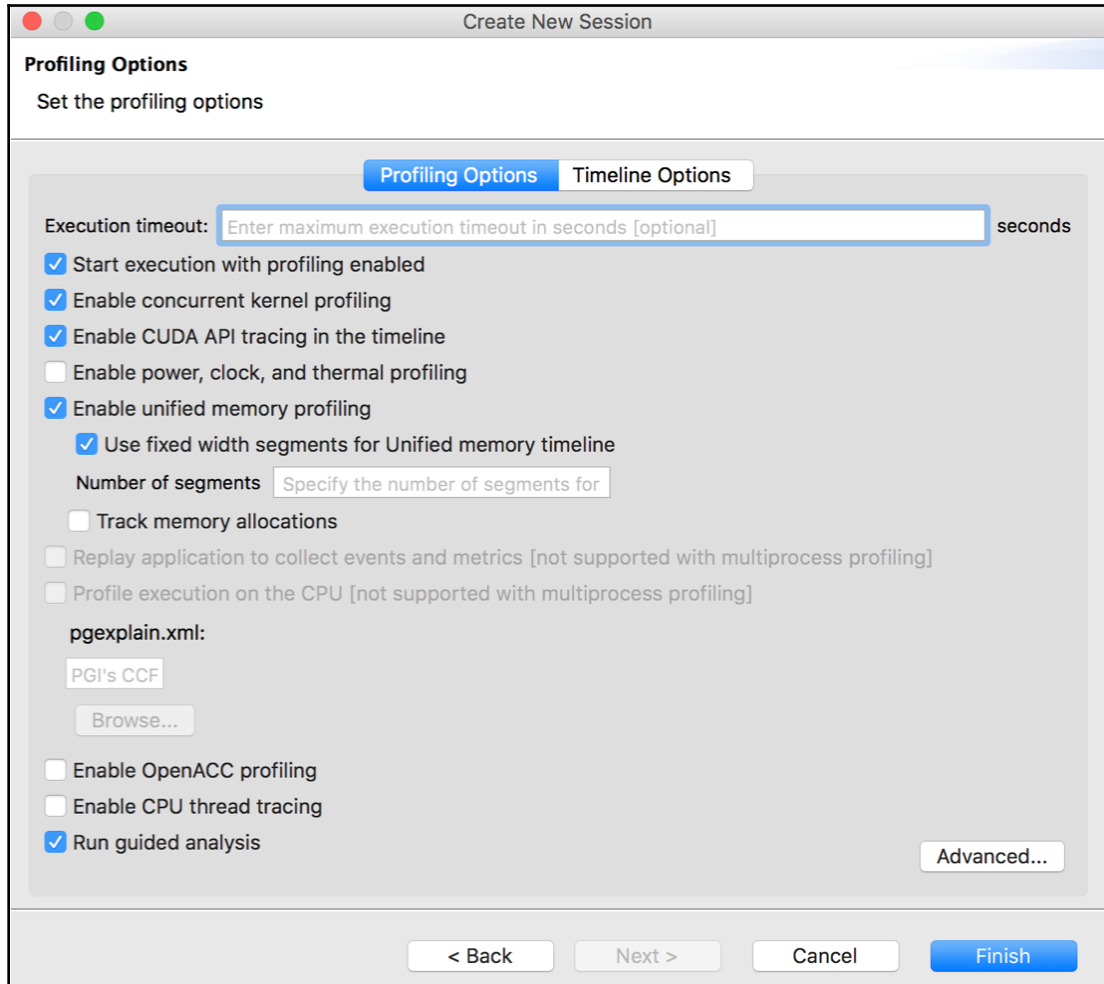 Create New Session
Profiling Options
Set the profiling options
Profiling Options Timeline Options
Execution timeout: Enter maximum execution timeout in seconds [optional] seconds
Start execution with profiling enabled
Enable concurrent kernel profiling
Enable CUDA API tracing in the timeline
Enable power, clock, and thermal profiling
Enable unified memory profiling
Use fixed width segments for Unified memory timeline
Number of segments Specify the number of segments for
Track memory allocations
Replay application to collect events and metrics [not supported with multiprocess profiling]
Profile execution on the CPU [not supported with multiprocess profiling]
pgexplain.xml:
PGI's CCF
Browse...
Enable OpenACC profiling
Enable CPU thread tracing
Run guided analysis
Advanced...
< Back Next > Cancel Finish